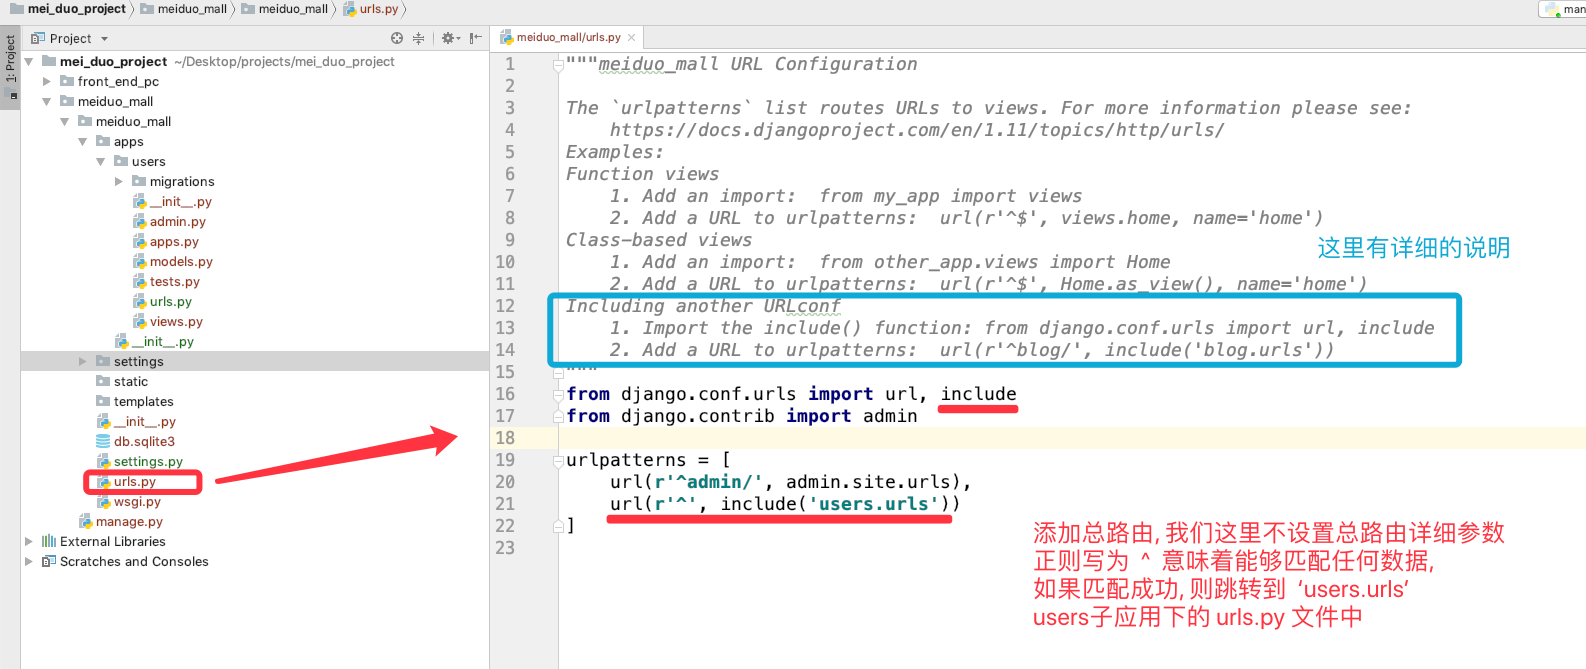 mei_duo_project meiduo_mall meiduo_mall urls.py
man
1: Project
Project
mei_duo_project ~/Desktop/projects/mei_duo_project
front_end_pc
meiduo_mall
meiduo_mall
apps
users
migrations
__init__.py
admin.py
apps.py
models.py
tests.py
urls.py
views.py
__init__.py
settings
static
templates
__init__.py
db.sqlite3
settings.py
urls.py
wsgi.py
manage.py
External Libraries
Scratches and Consoles
meiduo_mall/urls.py
1 """meiduo_mall URL Configuration
2
3 The `urlpatterns` list routes URLs to views. For more information please see:
4 https://docs.djangoproject.com/en/1.11/topics/http/urls/
5 Examples:
6 Function views
7 1. Add an import:  from my_app import views
8 2. Add a URL to urlpatterns:  url(r'^$', views.home, name='home')
9 Class-based views
10 1. Add an import:  from other_app.views import Home
11 2. Add a URL to urlpatterns:  url(r'^$', Home.as_view(), name='home')
12 Including another URLconf
13 1. Import the include() function: from django.conf.urls import url, include
14 2. Add a URL to urlpatterns:  url(r'^blog/', include('blog.urls'))
15 """
16 from django.conf.urls import url, include
17 from django.contrib import admin
18
19 urlpatterns = [
20 url(r'^admin/', admin.site.urls),
21 url(r'^', include('users.urls'))
22 ]
23
这里有详细的说明
添加总路由, 我们这里不设置总路由详细参数
正则写为 ^ 意味着能够匹配任何数据,
如果匹配成功, 则跳转到 ‘users.urls’
users子应用下的 urls.py 文件中